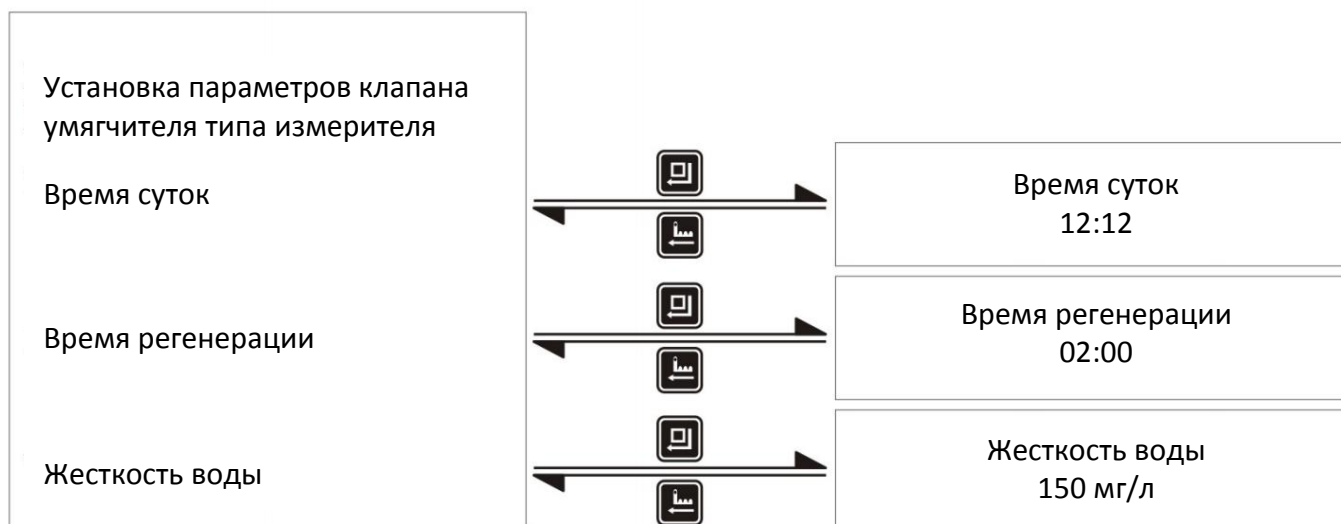 Установка параметров клапана
умягчителя типа измерителя
Время суток
Время суток
12:12
Время регенерации
Время регенерации
02:00
Жесткость воды
Жесткость воды
150 мг/л